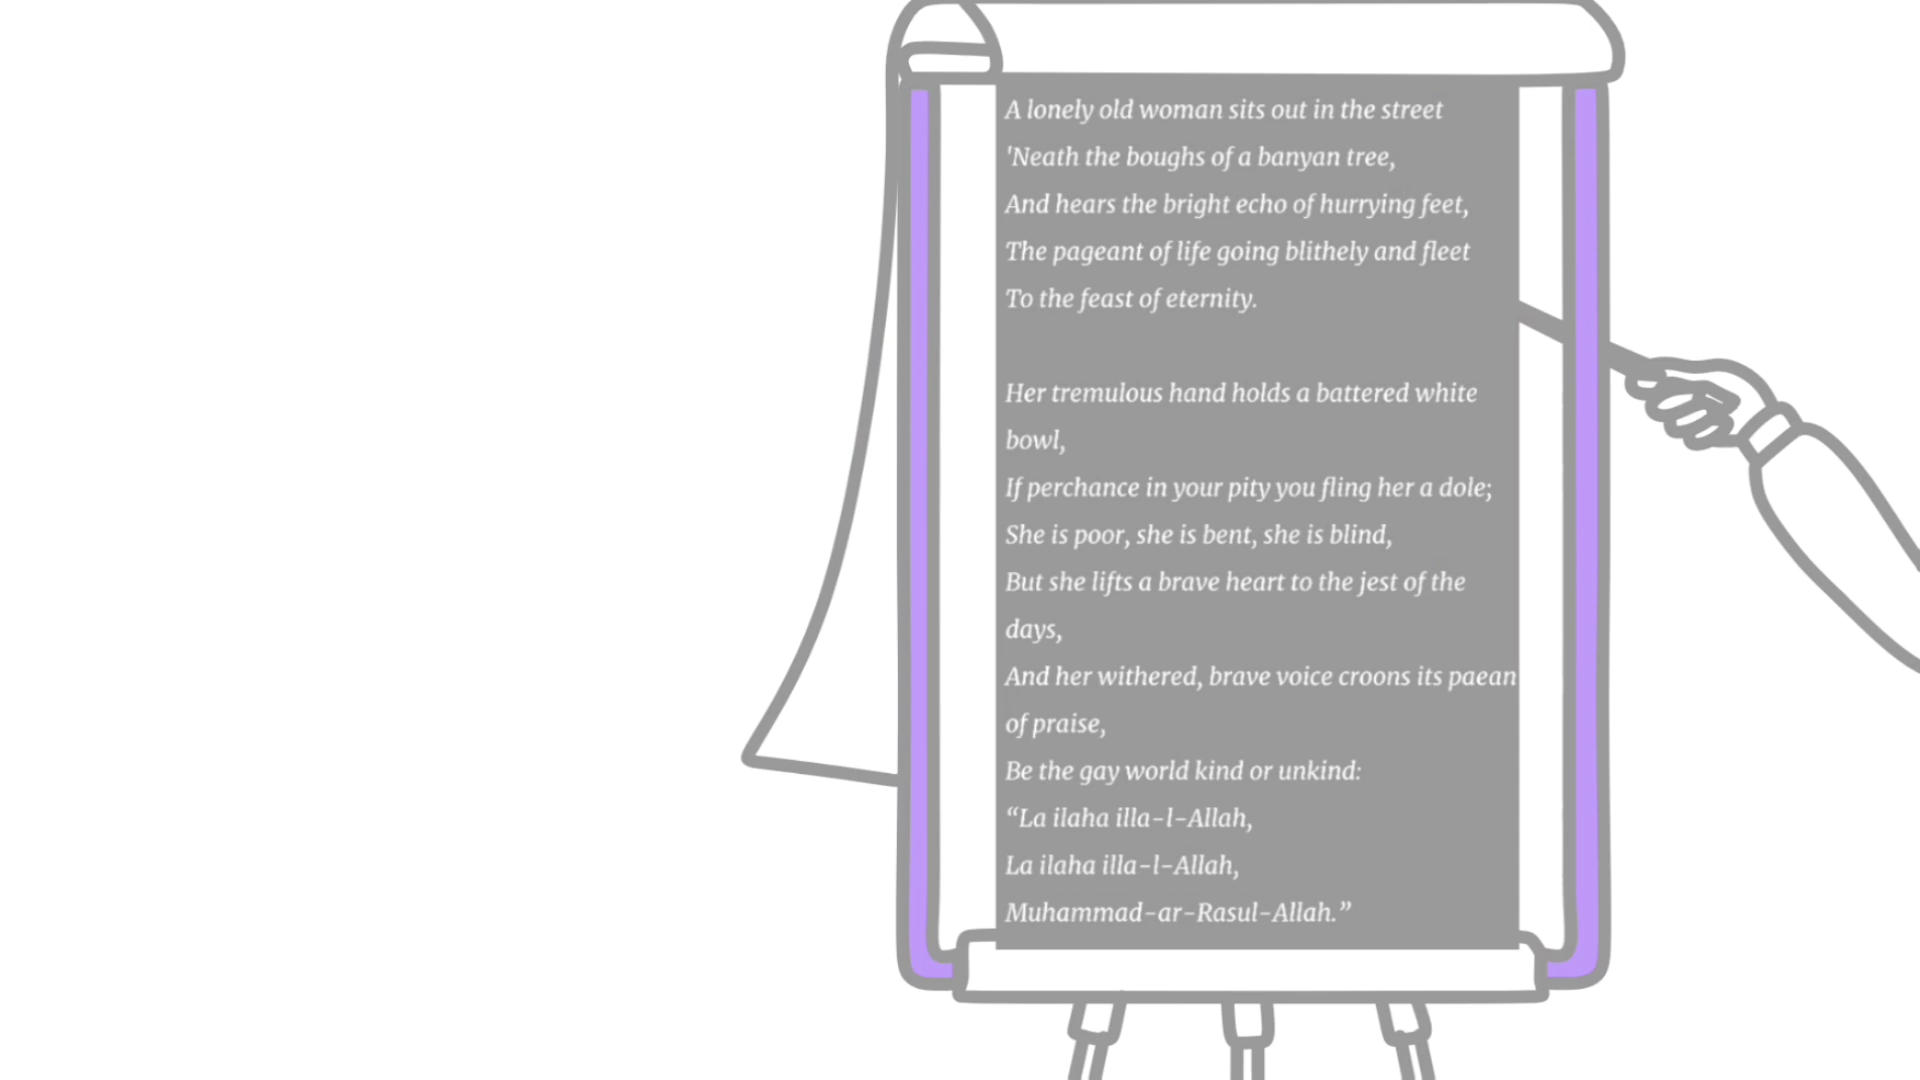 A lonely old woman sits out in the street
'Neath the boughs of a banyan tree,
And hears the bright echo of hurrying feet,
The pageant of life going blithely and fleet
To the feast of eternity.
Her tremulous hand holds a battered white
bowl,
If perchance in your pity you fling her a dole;
She is poor, she is bent, she is blind,
But she lifts a brave heart to the jest of the
days,
And her withered, brave voice croons its paean
of praise,
Be the gay world kind or unkind:
“La ilaha illa-l-Allah,
La ilaha illa-l-Allah,
Muhammad-ar-Rasul-Allah.”